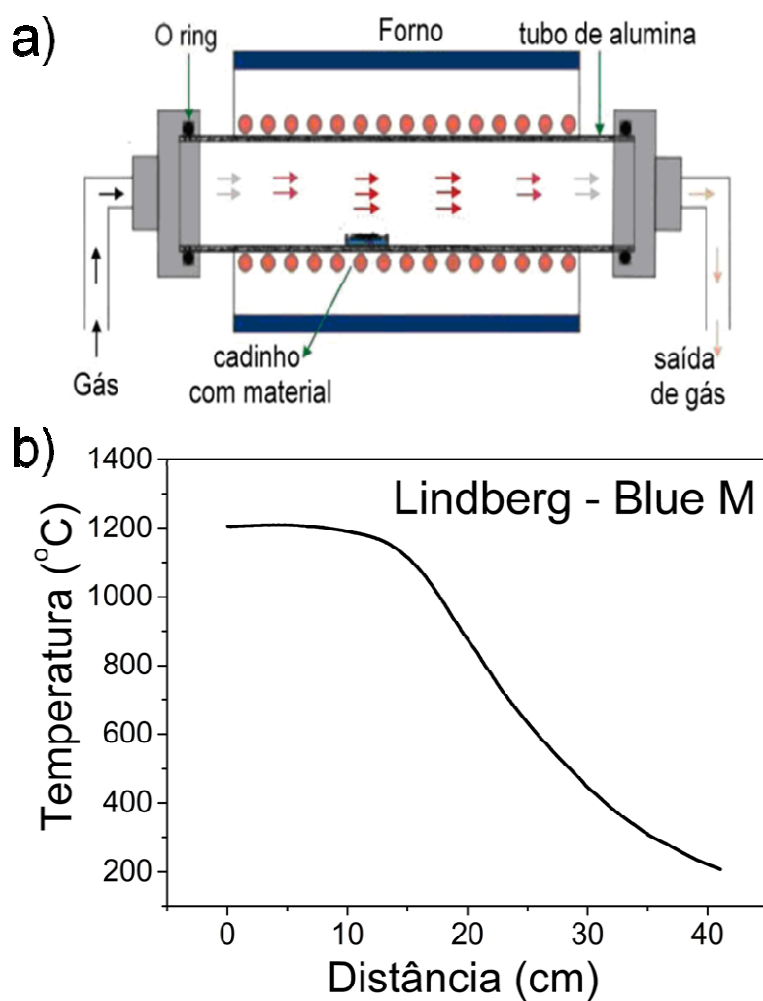 a)
O ring
Forno
tubo de alumina
Gás
cadinho
com material
saída
de gás
b)
Lindberg - Blue M
Temperatura (°C)
1400
1200
1000
800
600
400
200
0
10
20
30
40
Distância (cm)